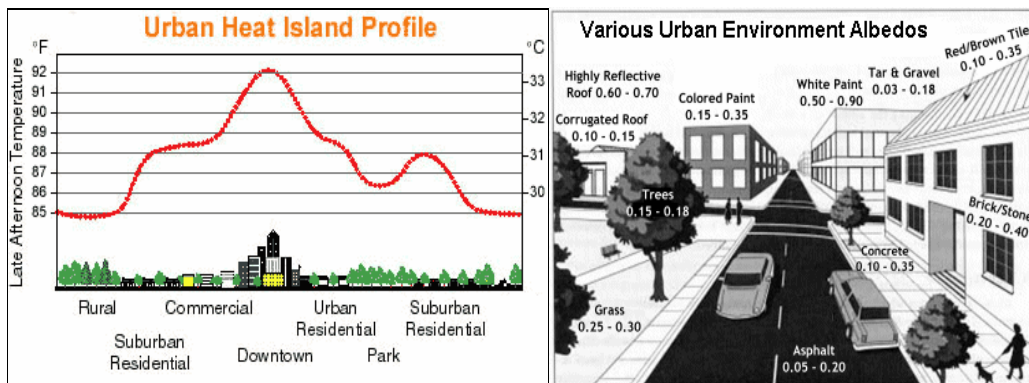 Urban Heat Island Profile
°F
°C
Late Afternoon Temperature
92
91
90
89
88
87
86
85
33
32
31
30
Rural
Commercial
Urban
Residential
Suburban
Residential
Suburban
Residential
Downtown
Park
Various Urban Environment Albedos
Highly Reflective
Roof 0.60 - 0.70
Corrugated Roof
0.10 - 0.15
Colored Paint
0.15 - 0.35
White Paint
0.50 - 0.90
Tar & Gravel
0.03 - 0.18
Red/Brown Tile
0.10 - 0.35
Trees
0.15 - 0.18
Brick/Stone
0.20 - 0.40
Concrete
0.10 - 0.35
Grass
0.25 - 0.30
Asphalt
0.05 - 0.20